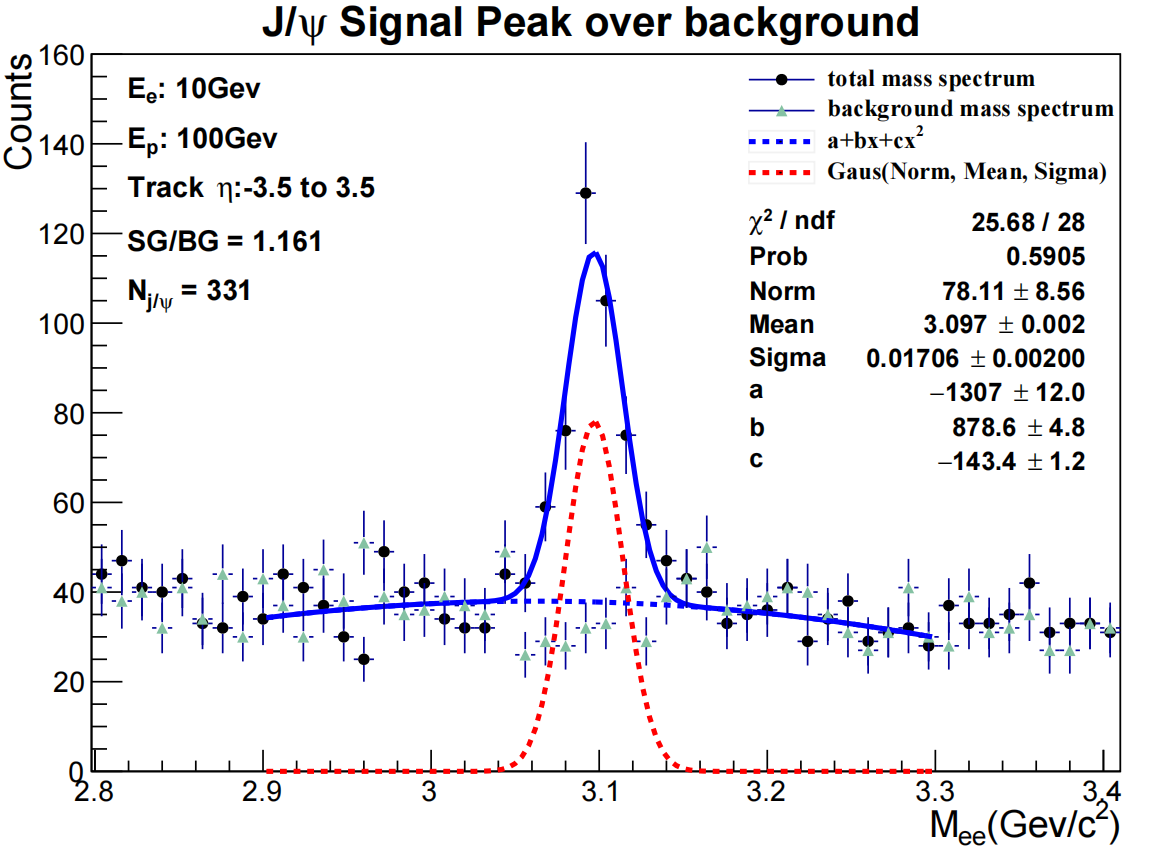 J/ψ Signal Peak over background
Counts
160
140
120
100
80
60
40
20
0
E_e: 10Gev
E_p: 100Gev
Track η:-3.5 to 3.5
SG/BG = 1.161
N_j/ψ = 331
total mass spectrum
background mass spectrum
a+bx+cx²
Gaus(Norm, Mean, Sigma)
χ² / ndf 25.68 / 28
Prob 0.5905
Norm 78.11 ± 8.56
Mean 3.097 ± 0.002
Sigma 0.01706 ± 0.00200
a −1307 ± 12.0
b 878.6 ± 4.8
c −143.4 ± 1.2
2.8 2.9 3 3.1 3.2 3.3 3.4
M_ee(Gev/c²)